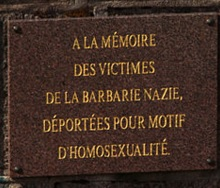 A LA MÉMOIRE
DES VICTIMES
DE LA BARBARIE NAZIE,
DÉPORTÉES POUR MOTIF
D'HOMOSEXUALITÉ.